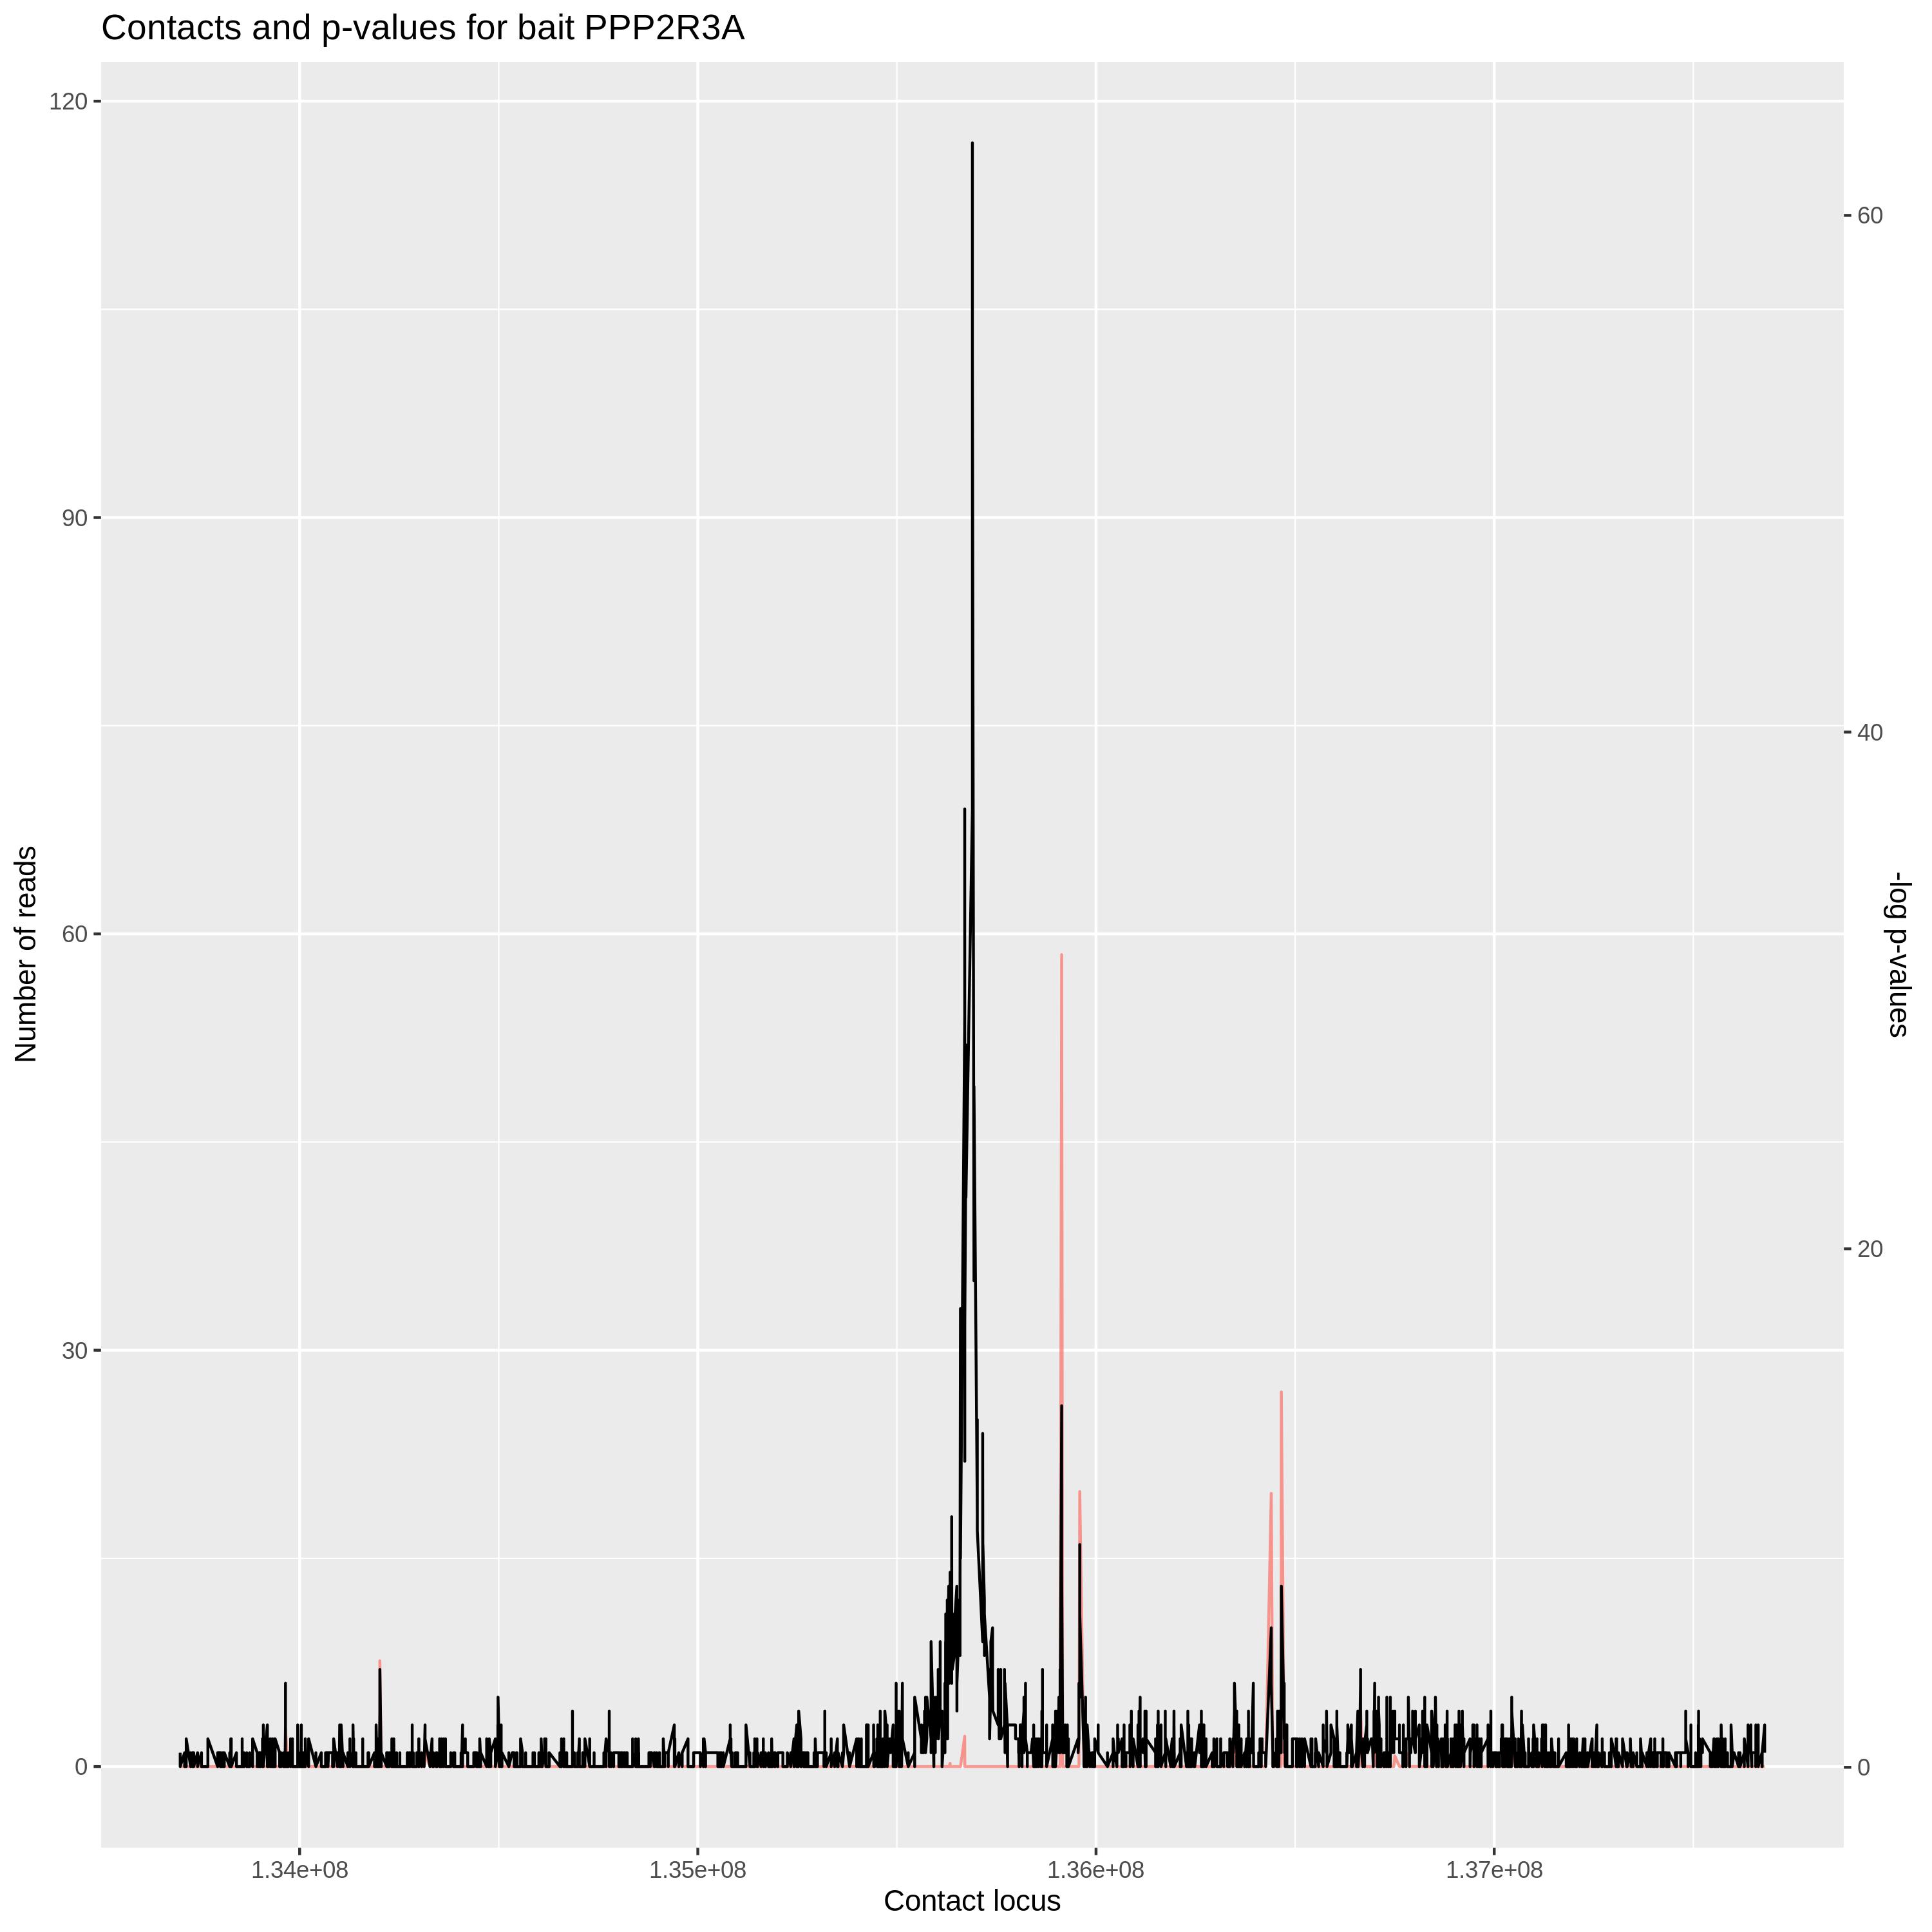 Contacts and p-values for bait PPP2R3A
120
90
60
30
0
Number of reads
60
40
20
0
-log p-values
1.34e+08
1.35e+08
1.36e+08
1.37e+08
Contact locus